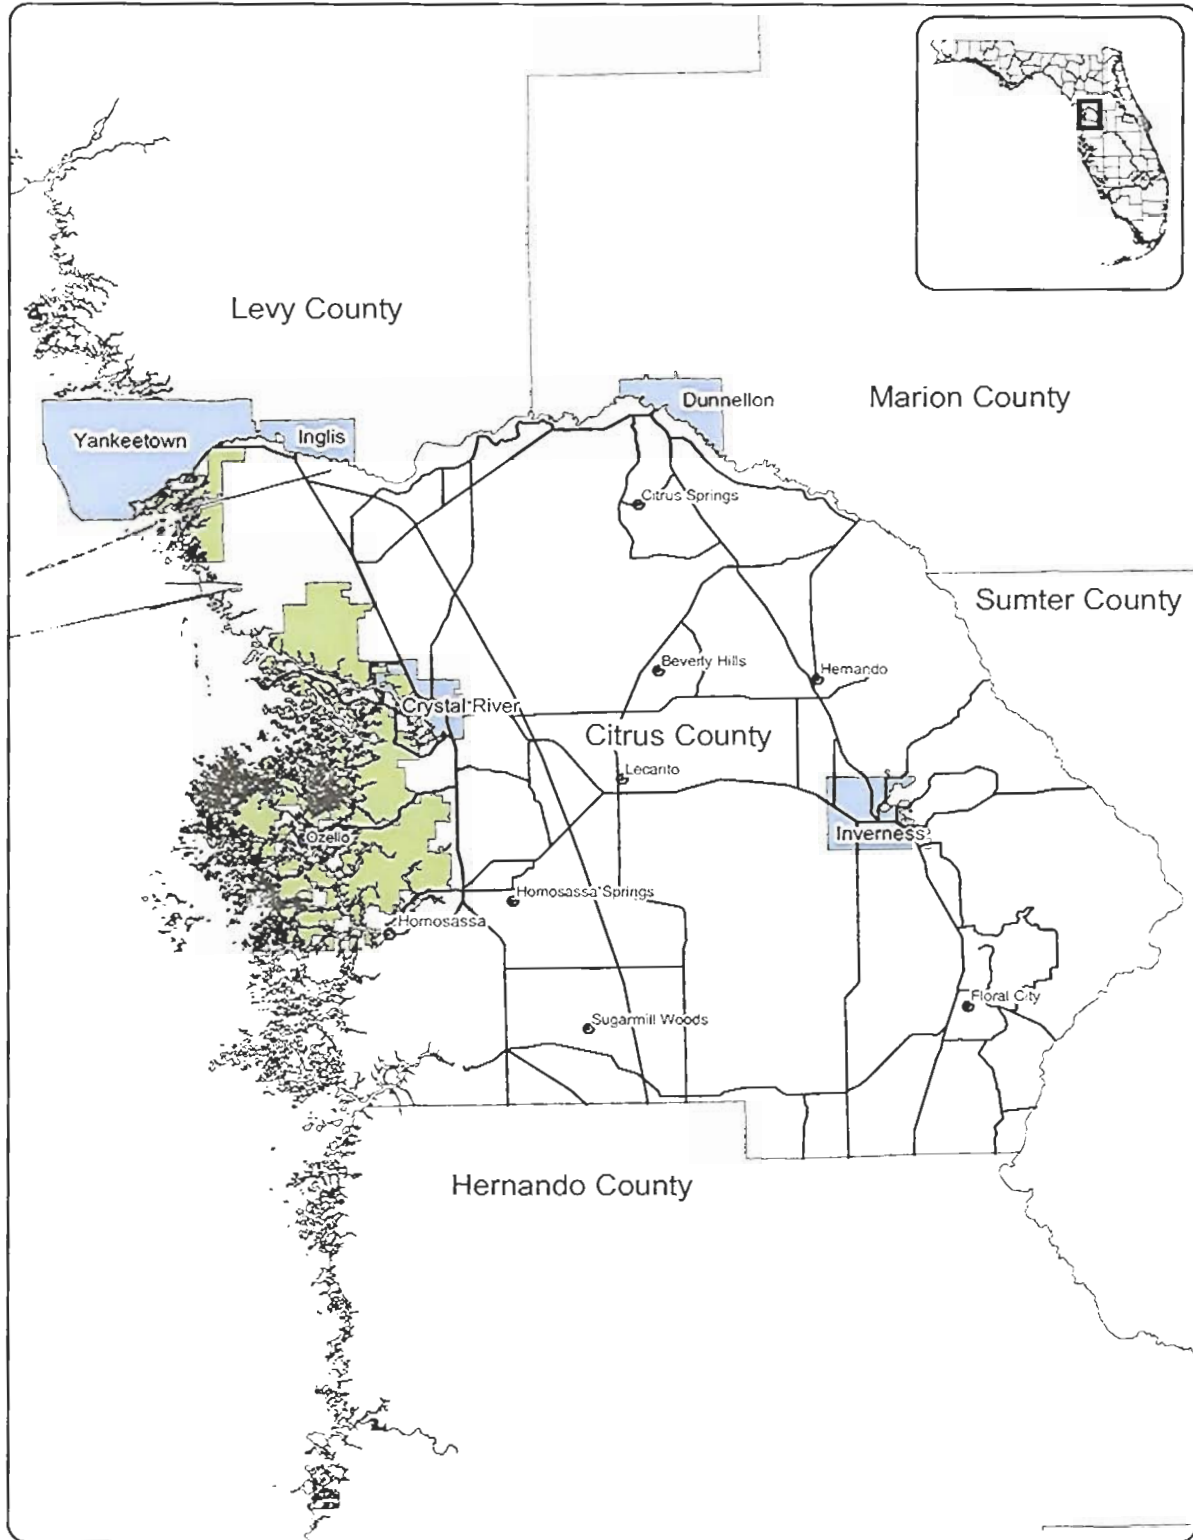 Levy County
Marion County
Dunnellon
Yankeetown
Inglis
Citrus Springs
Sumter County
Beverly Hills
Hernando
Crystal River
Citrus County
Lecanto
Ozello
Inverness
Homosassa Springs
Homosassa
Floral City
Sugarmill Woods
Hernando County